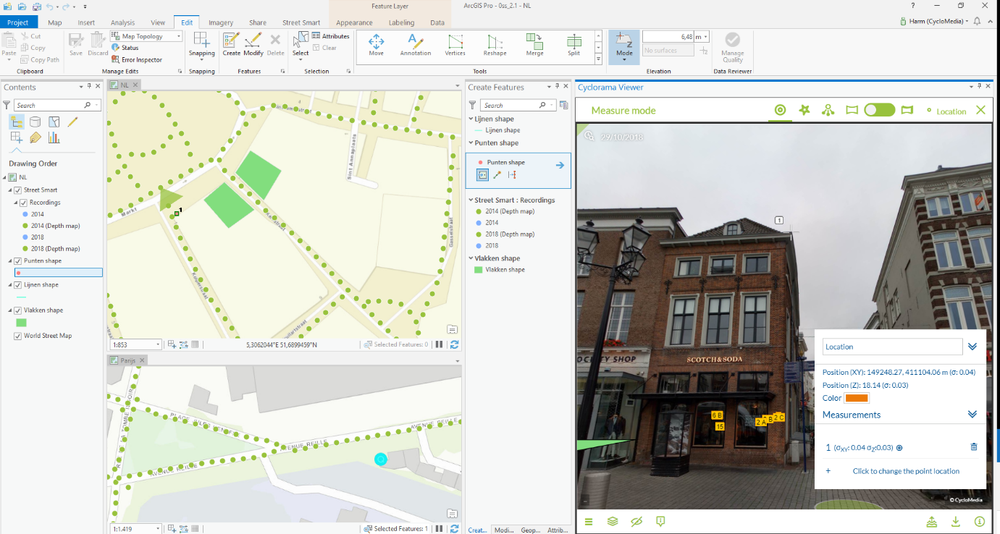 Feature Layer
ArcGIS Pro - 0ss_2.1 - NL
?
Project
Map
Insert
Analysis
View
Edit
Imagery
Share
Street Smart
Appearance
Labeling
Data
Harm (CycloMedia)
Paste
Cut
Copy
Copy Path
Clipboard
Save
Discard
Map Topology
Status
Error Inspector
Manage Edits
Snapping
Snapping
Create
Modify
Delete
Features
Select
Attributes
Clear
Selection
Move
Annotation
Vertices
Reshape
Merge
Split
Tools
Mode
6,48 m
No surfaces
Elevation
Manage
Quality
Data Reviewer
Contents
Search
Drawing Order
NL
Street Smart
Recordings
2014
2014 (Depth map)
2018
2018 (Depth map)
Punten shape
Lijnen shape
Vlakken shape
World Street Map
NL
Sint Annaplaats
Gasselstraat
Markt
1
Kerkstraat
Kuipersstraat
1:853
5,3062044°E 51,6899459°N
Selected Features: 0
Parijs
AVENUE REILLE
AVENUE REILLE
AVENUE REILLE
1:1.419
Selected Features: 1
Create Features
Search
Lijnen shape
Lijnen shape
Punten shape
Punten shape
Street Smart : Recordings
2014 (Depth map)
2014
2018 (Depth map)
2018
Vlakken shape
Vlakken shape
Creat...
Modi...
Geop...
Attrib...
Cyclorama Viewer
Measure mode
Location
29/10/2018
1
SCOTCH & SODA
OCIETY SHOP
6 B
15
2 A
B
2 C
Location
Position (XY): 149248.27, 411104.06 m (σ: 0.04)
Position (Z): 18.14 (σ: 0.03)
Color
Measurements
1 (σXY: 0.04 σZ:0.03)
+ Click to change the point location
© CycloMedia